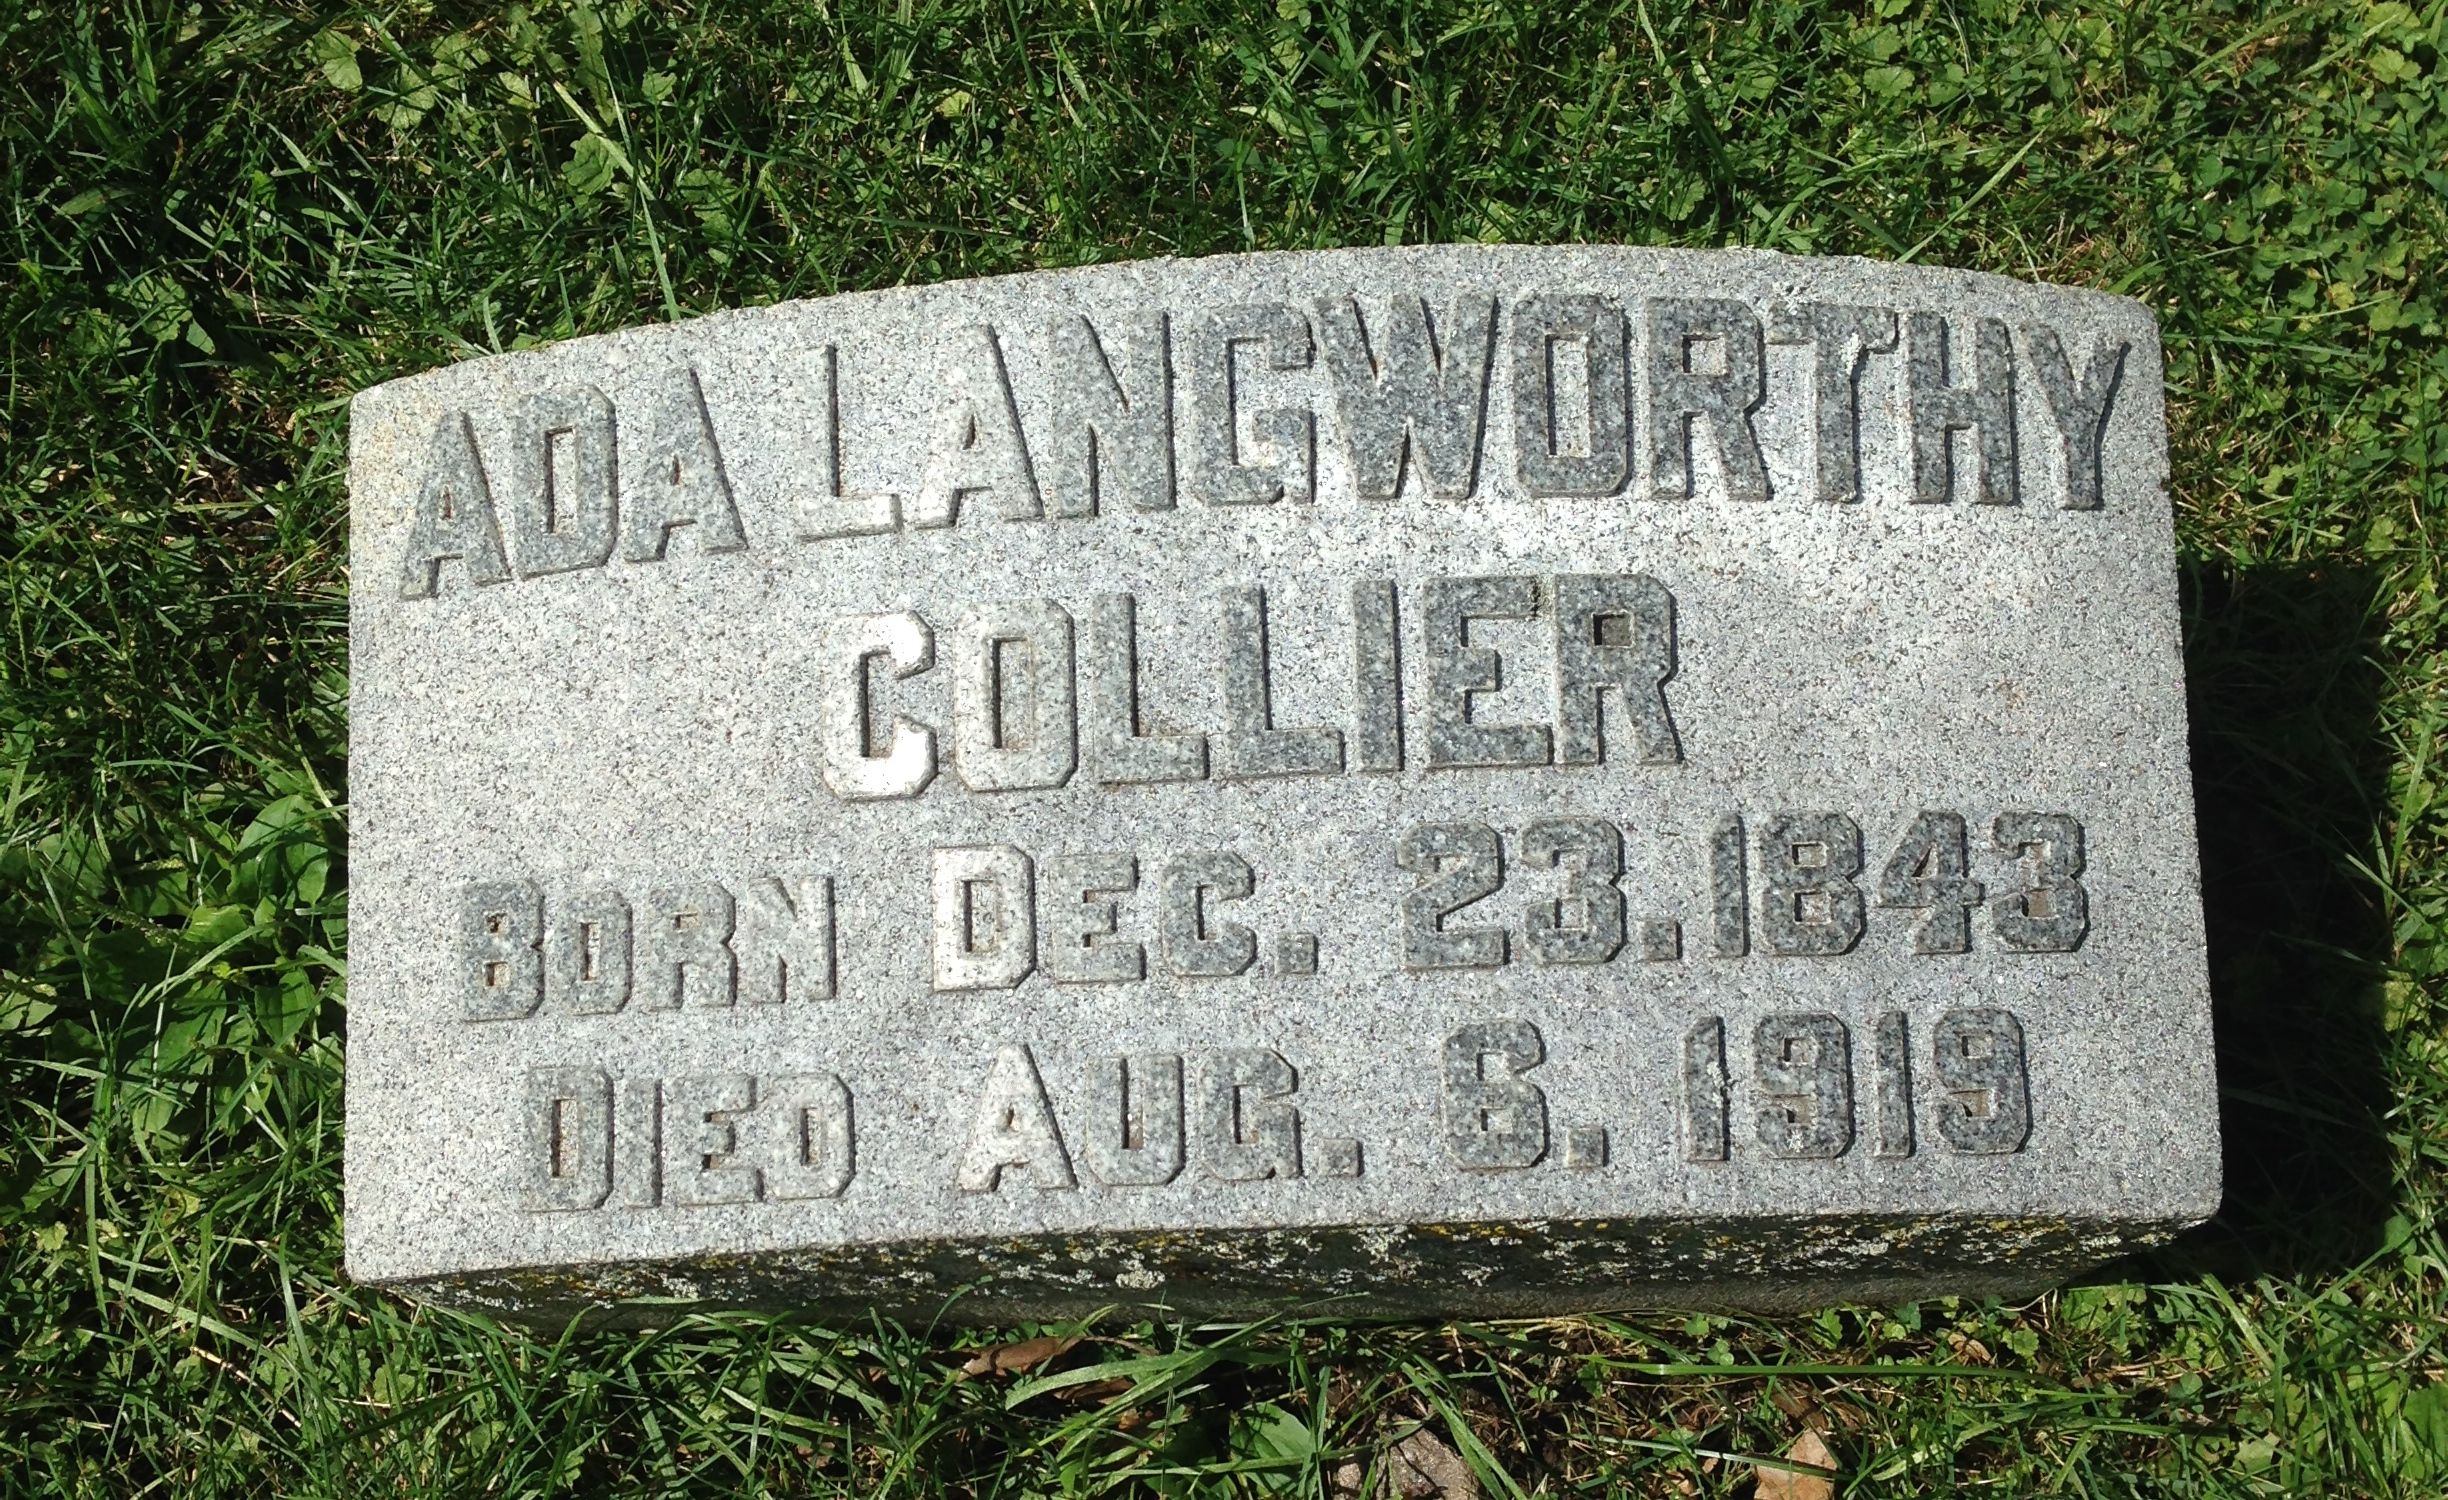 ADA LANGWORTHY
COLLIER
BORN DEC. 23. 1843
DIED AUG. 6. 1919